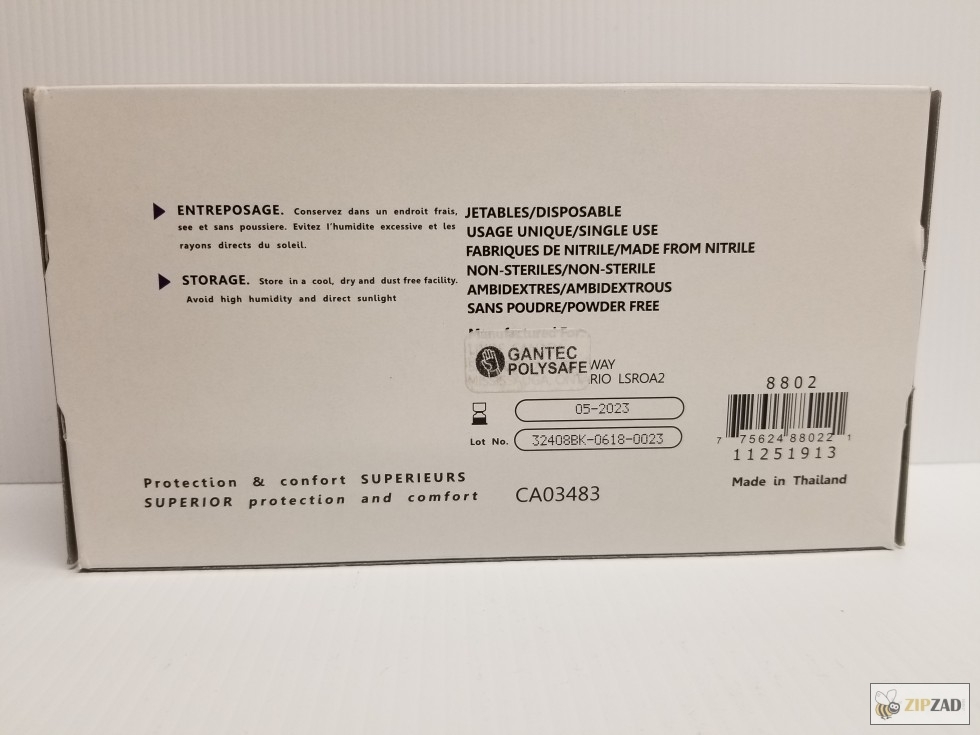 ENTREPOSAGE. Conservez dans un endroit frais,
see et sans poussiere. Evitez l'humidite excessive et les
rayons directs du soleil.
STORAGE. Store in a cool, dry and dust free facility.
Avoid high humidity and direct sunlight
JETABLES/DISPOSABLE
USAGE UNIQUE/SINGLE USE
FABRIQUES DE NITRILE/MADE FROM NITRILE
NON-STERILES/NON-STERILE
AMBIDEXTRES/AMBIDEXTROUS
SANS POUDRE/POWDER FREE
Manufactured For
GANTEC
POLYSAFE
WAY
RIO LSROA2
05-2023
Lot No. 32408BK-0618-0023
8802
7 75624 88022 1
11251913
Made in Thailand
Protection & confort SUPERIEURS
SUPERIOR protection and comfort
CA03483
ZIPZAD